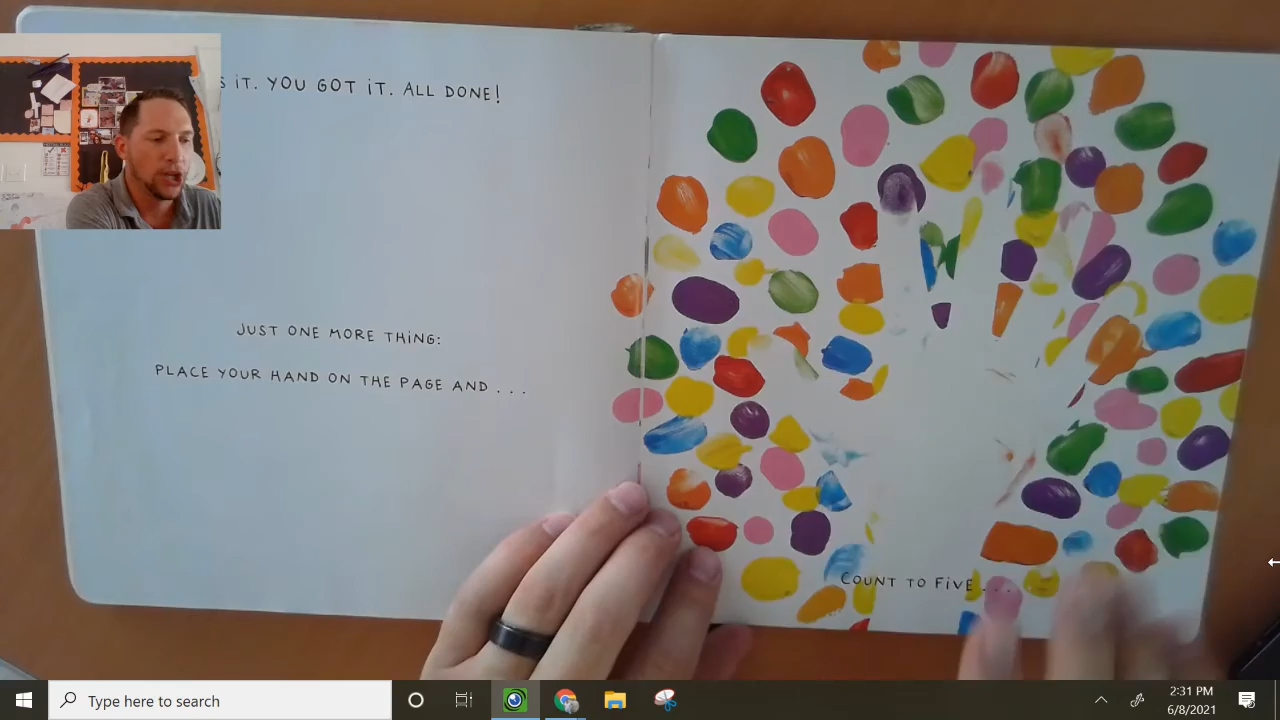 S IT. YOU GOT IT. ALL DONE!
JUST ONE MORE THING:
PLACE YOUR HAND ON THE PAGE AND . . .
COUNT TO FIVE . . .
Type here to search
2:31 PM
6/8/2021